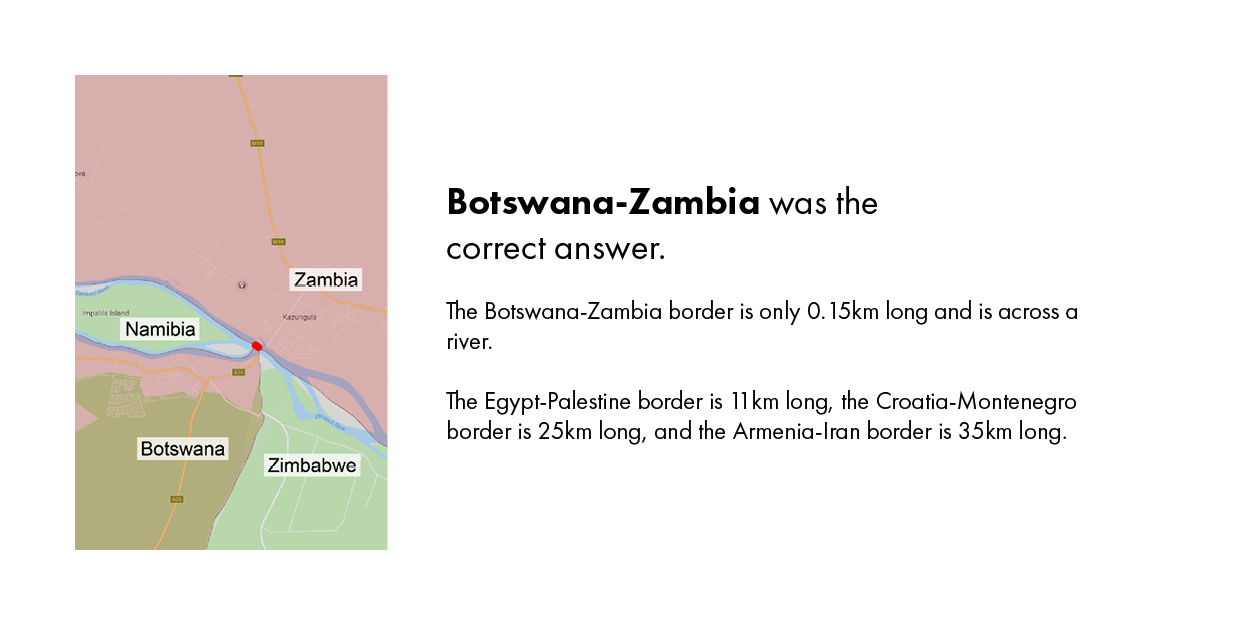 Botswana-Zambia was the
correct answer.
The Botswana-Zambia border is only 0.15km long and is across a
river.
The Egypt-Palestine border is 11km long, the Croatia-Montenegro
border is 25km long, and the Armenia-Iran border is 35km long.
Zambia
Impalila Island
Kazungula
Namibia
Botswana
Zimbabwe